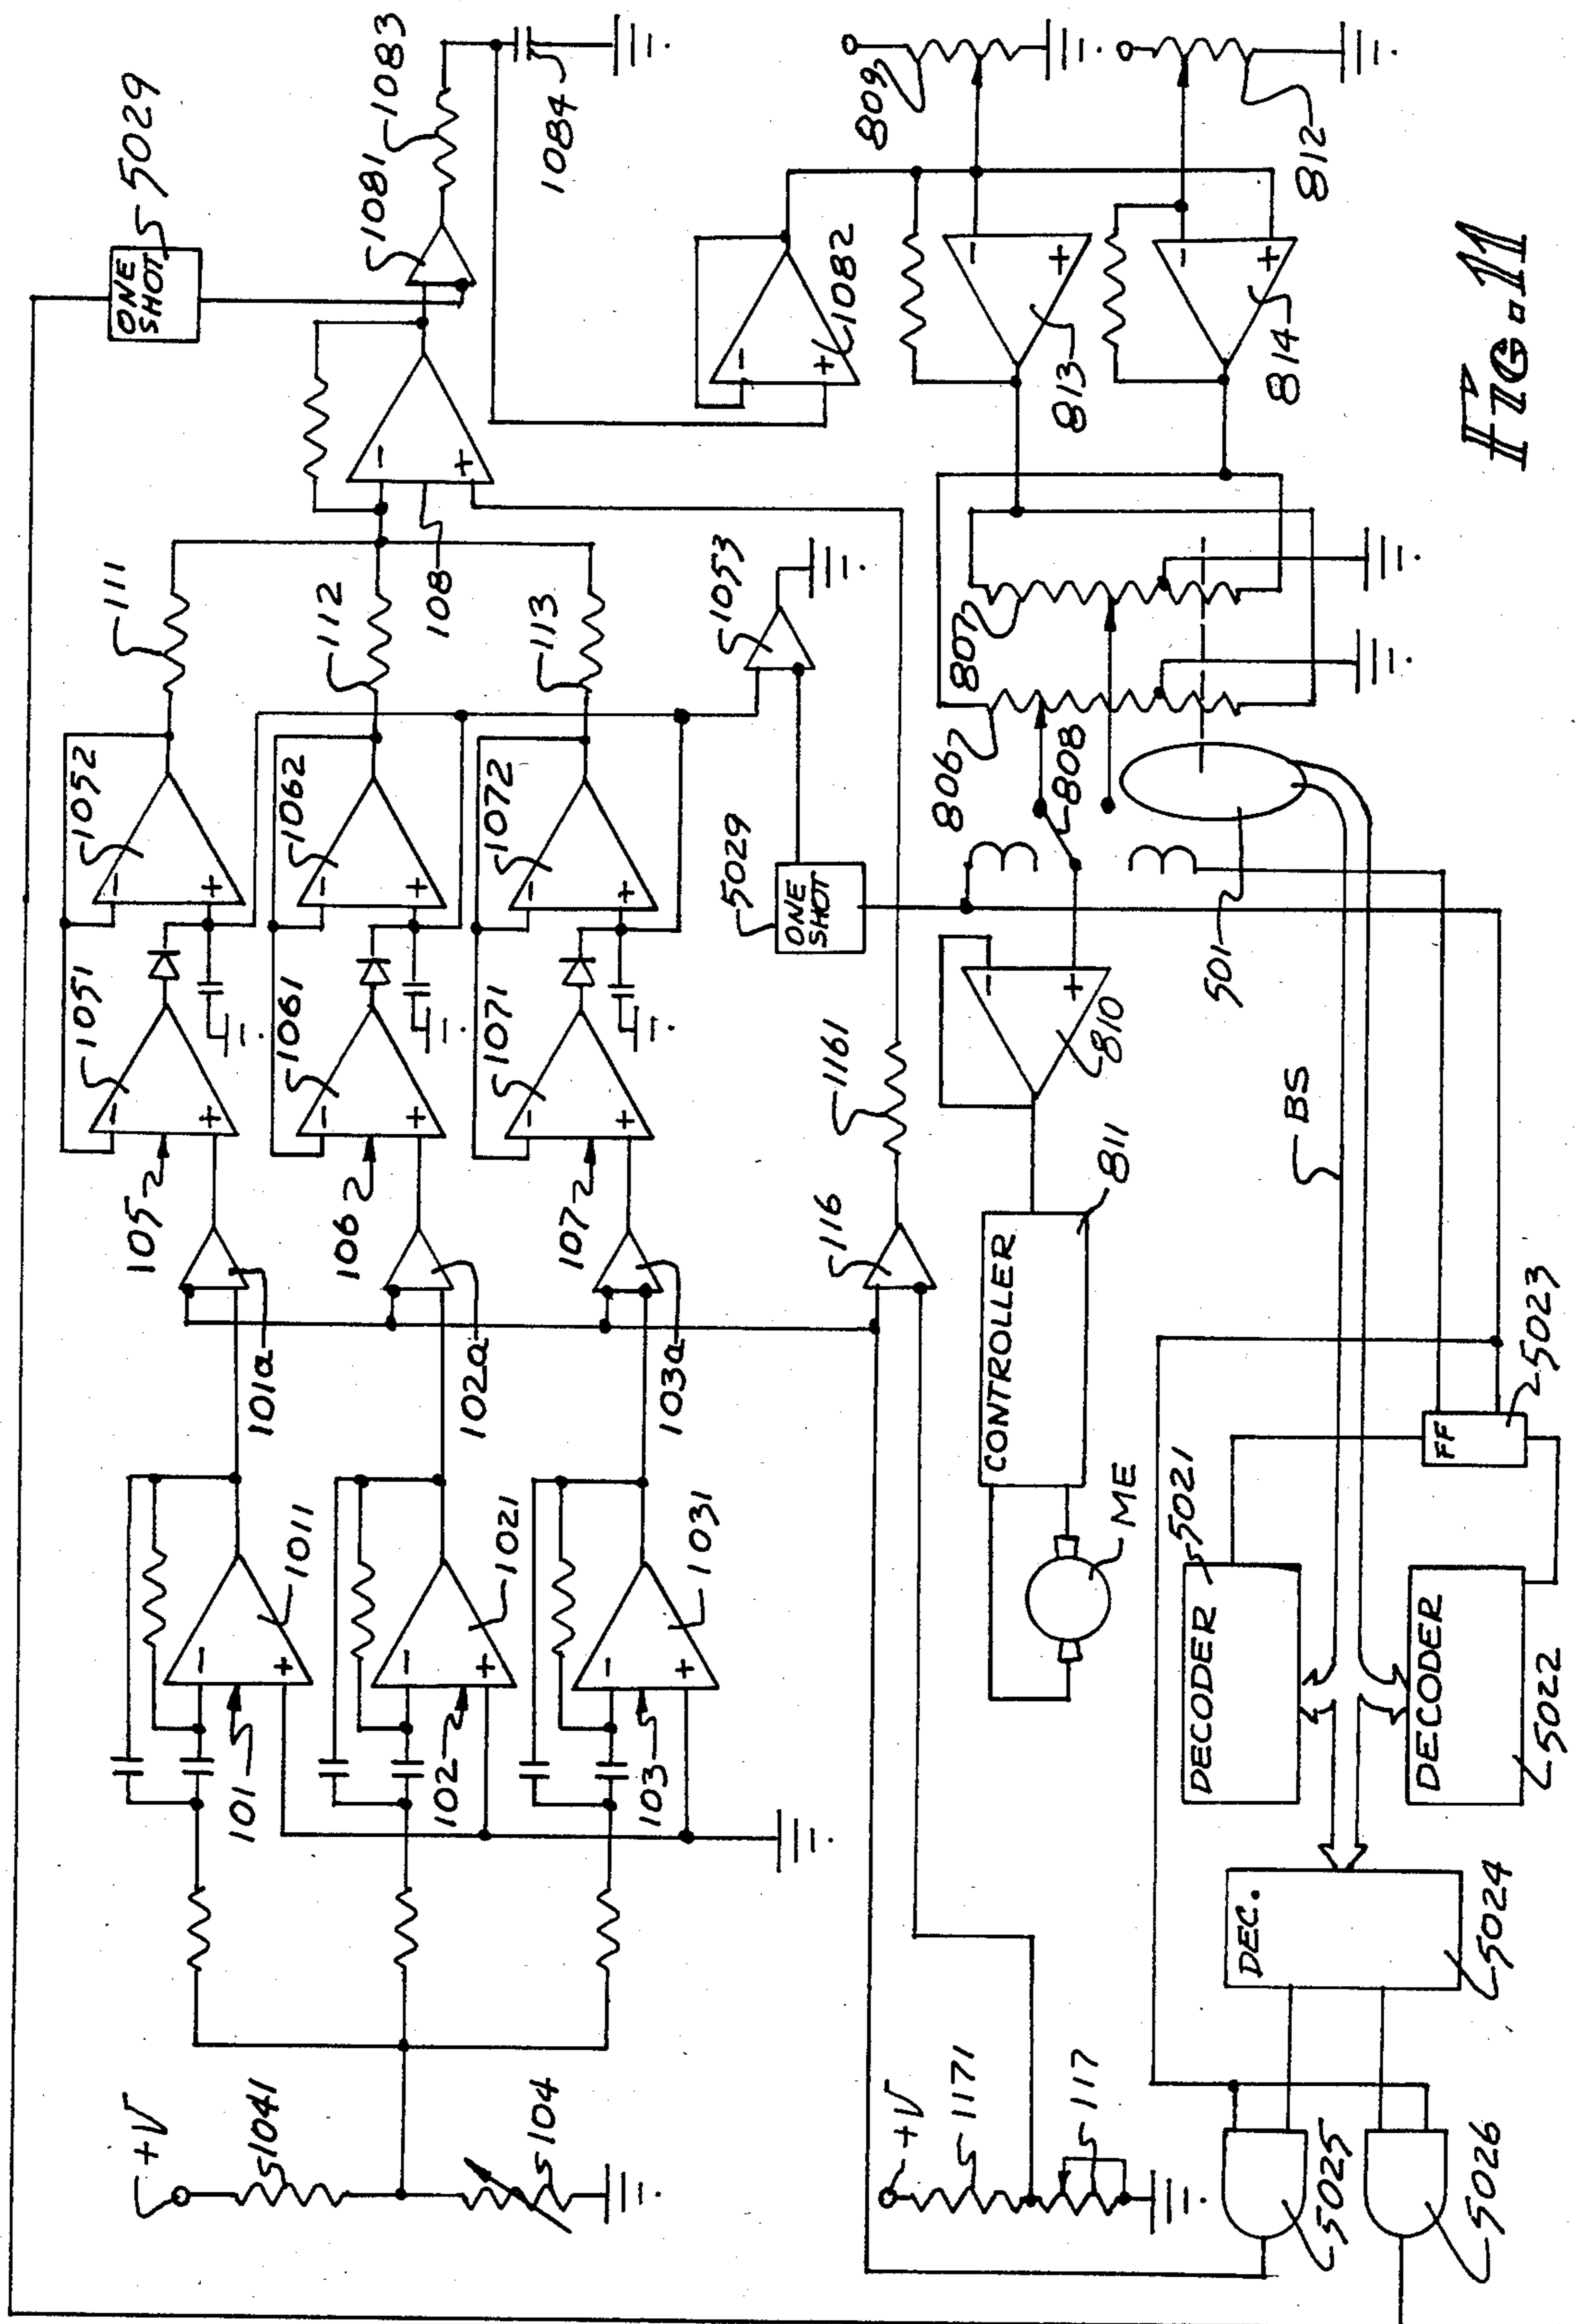 +V
1041
104
101
1011
101a
105
1051
1052
111
ONE
SHOT
5029
102
1021
102a
106
1061
1062
112
108
1081
1083
1084
103
1031
103a
107
1071
1072
113
1053
+V
1171
117
116
1161
ONE
SHOT
5029
1082
809
ME
CONTROLLER
811
810
808
806
807
813
814
812
DECODER
5021
BS
501
DEC.
5024
DECODER
5022
FF
5023
5025
5026
- + - + - +
- + - + - +
- + - + - +
- +
- +
- +
- +
- +
FIG. 11